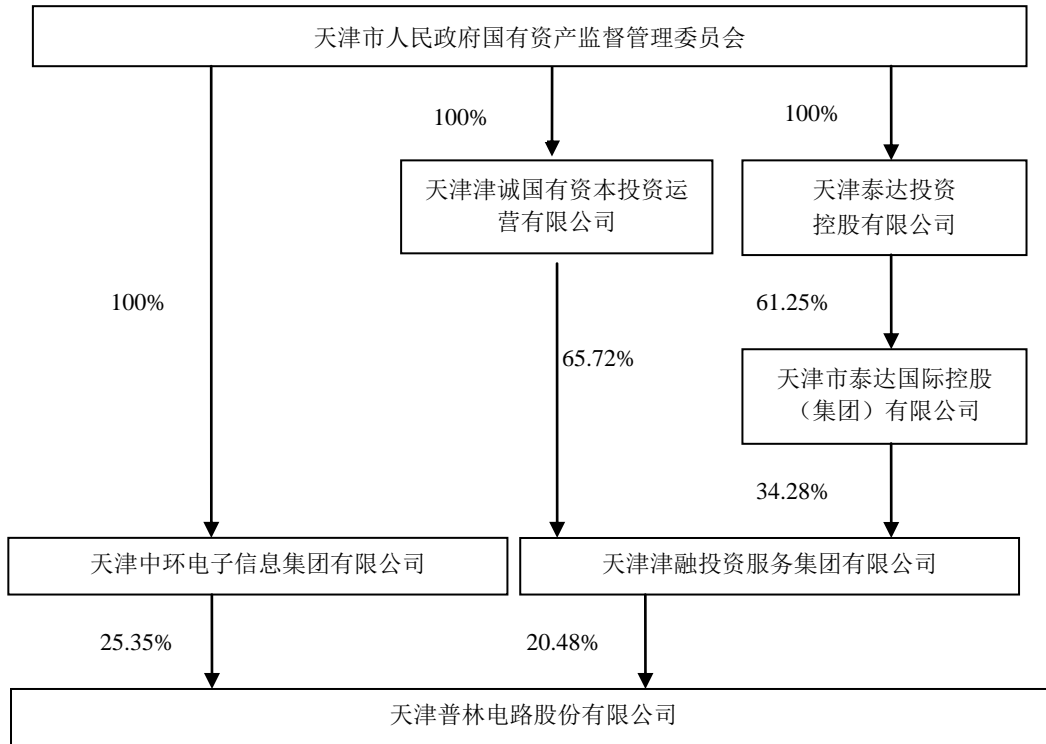 天津市人民政府国有资产监督管理委员会
100%
100%
天津津诚国有资本投资运
营有限公司
天津泰达投资
控股有限公司
100%
61.25%
65.72%
天津市泰达国际控股
（集团）有限公司
34.28%
天津中环电子信息集团有限公司
天津津融投资服务集团有限公司
25.35%
20.48%
天津普林电路股份有限公司